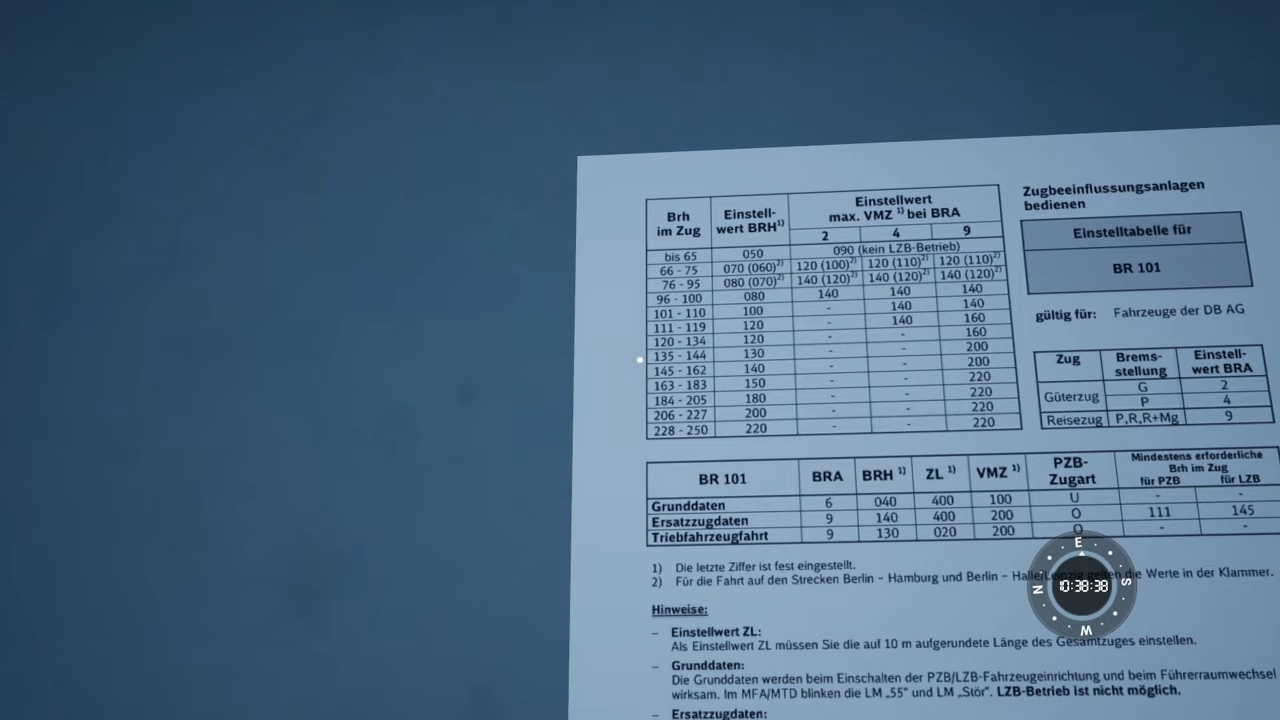 Brh im Zug | Einstell- wert BRH 1) | Einstellwert max. VMZ 1) bei BRA
2 | 4 | 9
bis 65 | 050 | 090 (kein LZB-Betrieb)
66 - 75 | 070 (060)2) | 120 (100)2) | 120 (110)2) | 120 (110)2)
76 - 95 | 080 (070)2) | 140 (120)2) | 140 (120)2) | 140 (120)2)
96 - 100 | 080 | 140 | 140 | 140
101 - 110 | 100 | - | 140 | 140
111 - 119 | 120 | - | 140 | 160
120 - 134 | 120 | - | - | 160
135 - 144 | 130 | - | - | 200
145 - 162 | 140 | - | - | 200
163 - 183 | 150 | - | - | 220
184 - 205 | 180 | - | - | 220
206 - 227 | 200 | - | - | 220
228 - 250 | 220 | - | - | 220
Zugbeeinflussungsanlagen
bedienen
Einstelltabelle für
BR 101
gültig für: Fahrzeuge der DB AG
Zug | Brems- stellung | Einstell- wert BRA
Güterzug | G | 2
P | 4
Reisezug | P,R,R+Mg | 9
BR 101 | BRA | BRH 1) | ZL 1) | VMZ 1) | PZB- Zugart | Mindestens erforderliche Brh im Zug
für PZB | für LZB
Grunddaten | 6 | 040 | 400 | 100 | U | - | -
Ersatzzugdaten | 9 | 140 | 400 | 200 | O | 111 | 145
Triebfahrzeugfahrt | 9 | 130 | 020 | 200 | O | - | -
1) Die letzte Ziffer ist fest eingestellt.
2) Für die Fahrt auf den Strecken Berlin - Hamburg und Berlin - Halle/Leipzig gelten die Werte in der Klammer.
Hinweise:
– Einstellwert ZL:
Als Einstellwert ZL müssen Sie die auf 10 m aufgerundete Länge des Gesamtzuges einstellen.
– Grunddaten:
Die Grunddaten werden beim Einschalten der PZB/LZB-Fahrzeugeinrichtung und beim Führerraumwechsel
wirksam. Im MFA/MTD blinken die LM „55" und LM „Stör". LZB-Betrieb ist nicht möglich.
– Ersatzzugdaten:
E
N
S
10:38:38
W